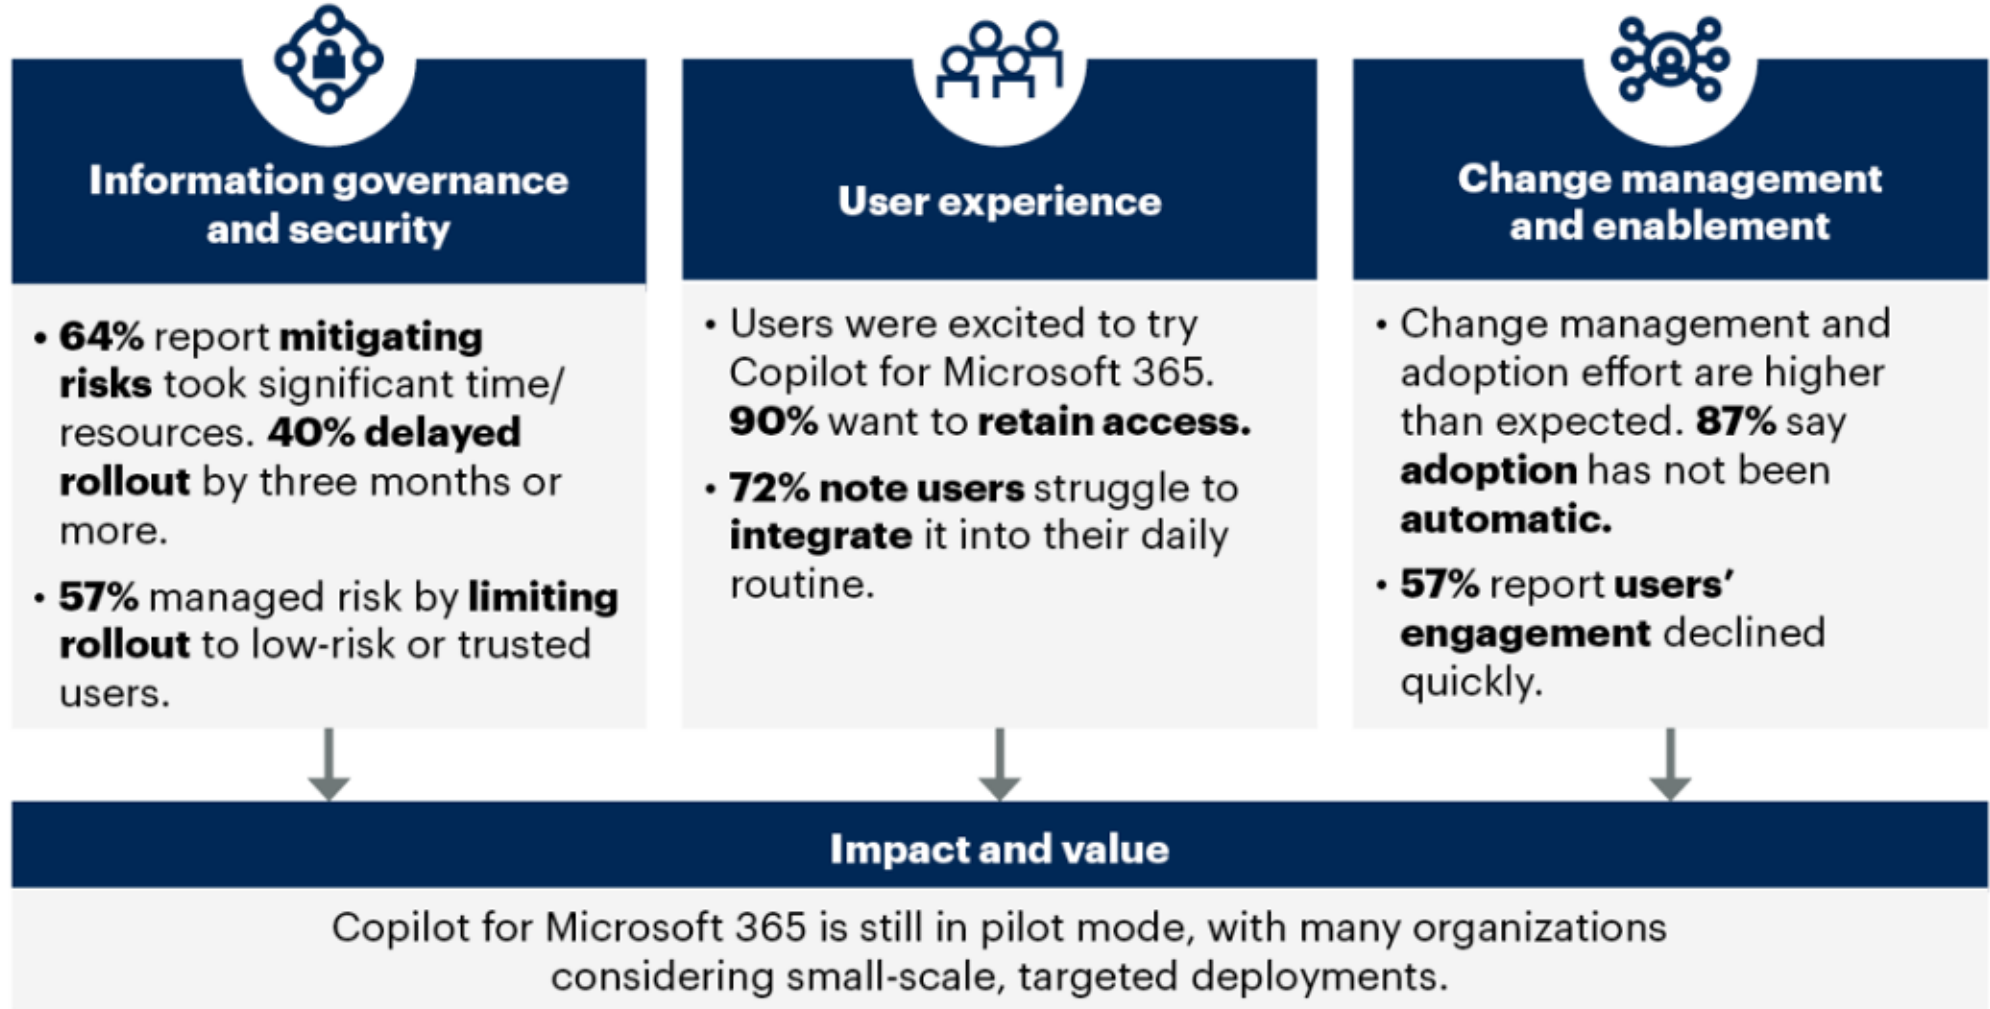 Information governance
and security
• 64% report mitigating
risks took significant time/
resources. 40% delayed
rollout by three months or
more.
• 57% managed risk by limiting
rollout to low-risk or trusted
users.
User experience
• Users were excited to try
Copilot for Microsoft 365.
90% want to retain access.
• 72% note users struggle to
integrate it into their daily
routine.
Change management
and enablement
• Change management and
adoption effort are higher
than expected. 87% say
adoption has not been
automatic.
• 57% report users’
engagement declined
quickly.
Impact and value
Copilot for Microsoft 365 is still in pilot mode, with many organizations
considering small-scale, targeted deployments.